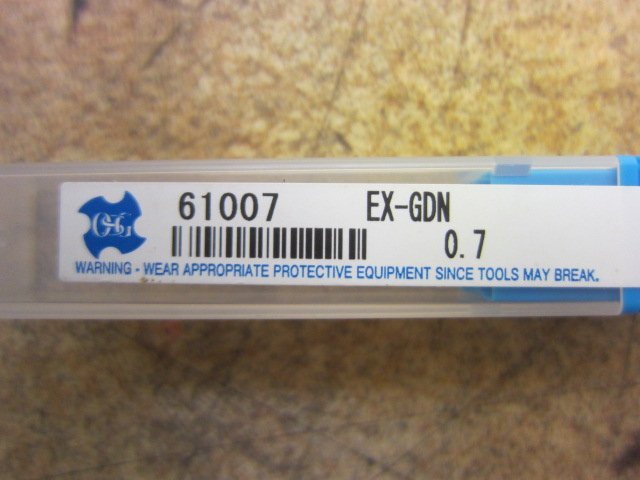 OSG
61007 EX-GDN
0.7
WARNING - WEAR APPROPRIATE PROTECTIVE EQUIPMENT SINCE TOOLS MAY BREAK.